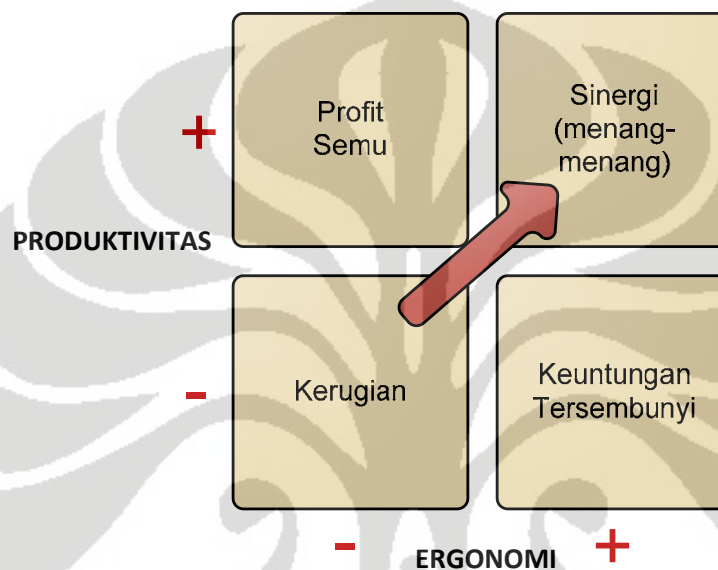 Profit
Semu
Sinergi
(menang-
menang)
+
PRODUKTIVITAS
-
Kerugian
Keuntungan
Tersembunyi
-
ERGONOMI
+